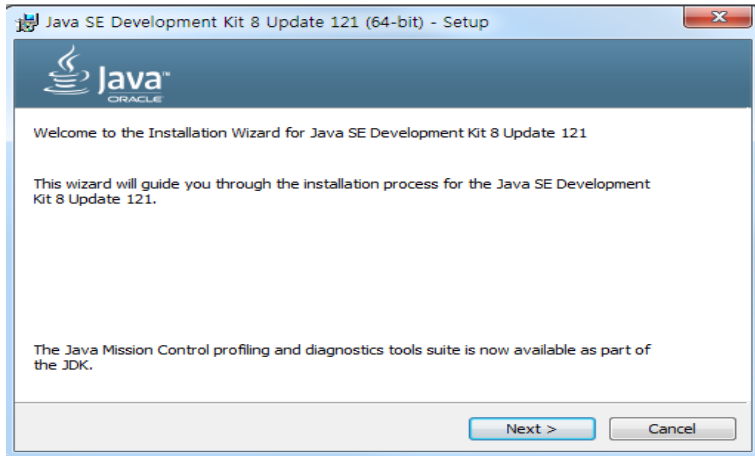 Java SE Development Kit 8 Update 121 (64-bit) - Setup
Java™
ORACLE
Welcome to the Installation Wizard for Java SE Development Kit 8 Update 121
This wizard will guide you through the installation process for the Java SE Development
Kit 8 Update 121.
The Java Mission Control profiling and diagnostics tools suite is now available as part of
the JDK.
Next > Cancel